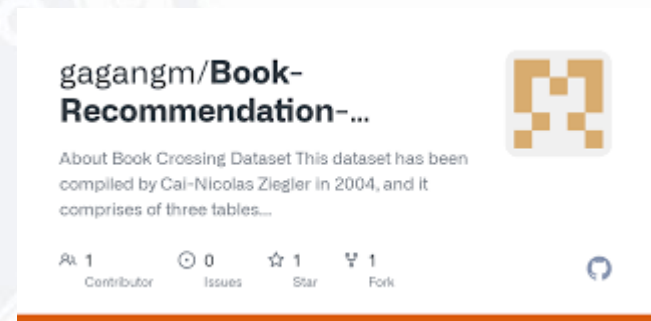 gagangm/Book-
Recommendation-...
About Book Crossing Dataset This dataset has been
compiled by Cai-Nicolas Ziegler in 2004, and it
comprises of three tables...
1 0 1 1
Contributor Issues Star Fork